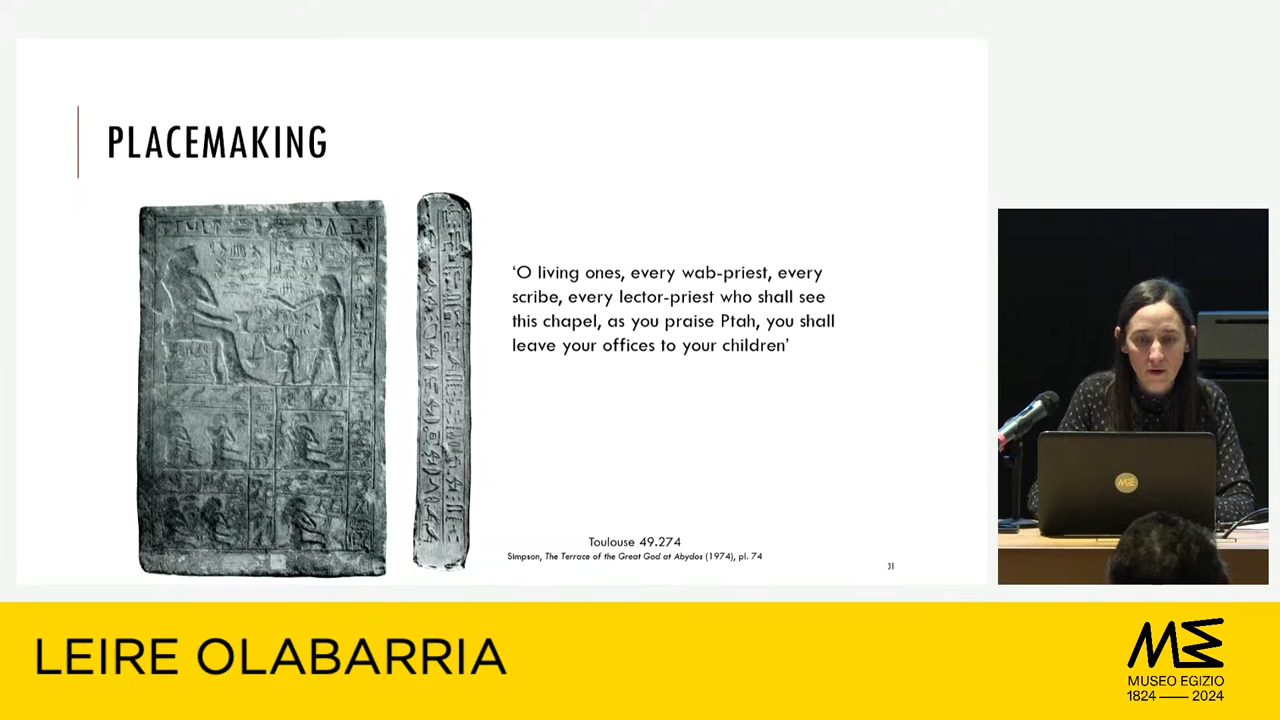 PLACEMAKING
‘O living ones, every wab-priest, every
scribe, every lector-priest who shall see
this chapel, as you praise Ptah, you shall
leave your offices to your children’
Toulouse 49.274
Simpson, The Terrace of the Great God at Abydos (1974), pl. 74
31
LEIRE OLABARRIA
MUSEO EGIZIO
1824 — 2024